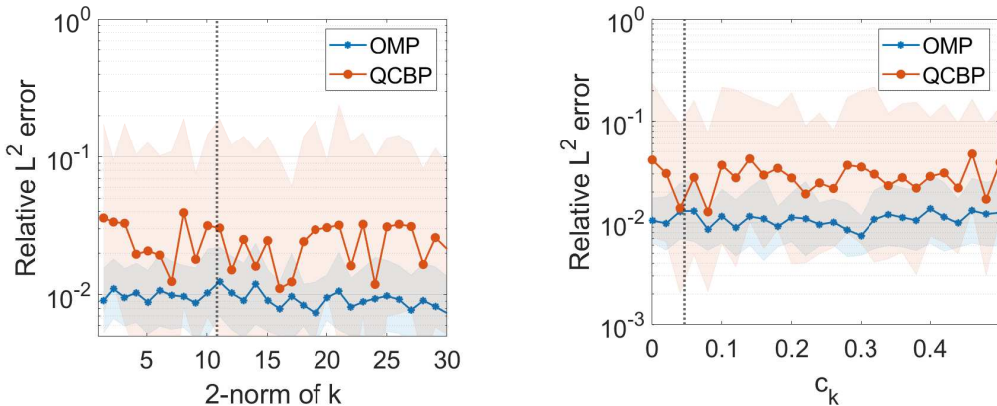 10^0
10^-1
10^-2
Relative L^2 error
5 10 15 20 25 30
2-norm of k
OMP
QCBP
10^0
10^-1
10^-2
10^-3
Relative L^2 error
0 0.1 0.2 0.3 0.4
c_k
OMP
QCBP